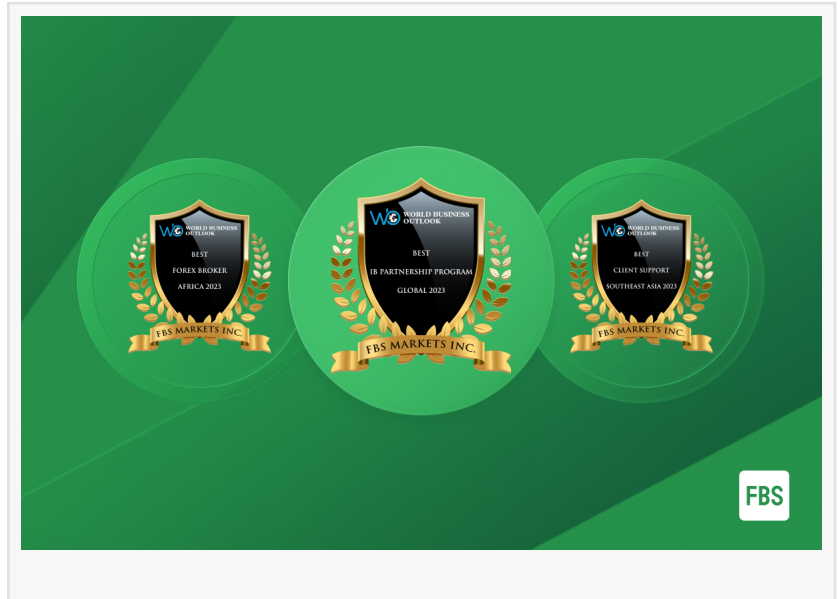 WORLD BUSINESS
OUTLOOK
BEST
FOREX BROKER
AFRICA 2023
FBS MARKETS INC.
WORLD BUSINESS
OUTLOOK
BEST
IB PARTNERSHIP PROGRAM
GLOBAL 2023
FBS MARKETS INC.
WORLD BUSINESS
OUTLOOK
BEST
CLIENT SUPPORT
SOUTHEAST ASIA 2023
FBS MARKETS INC.
FBS